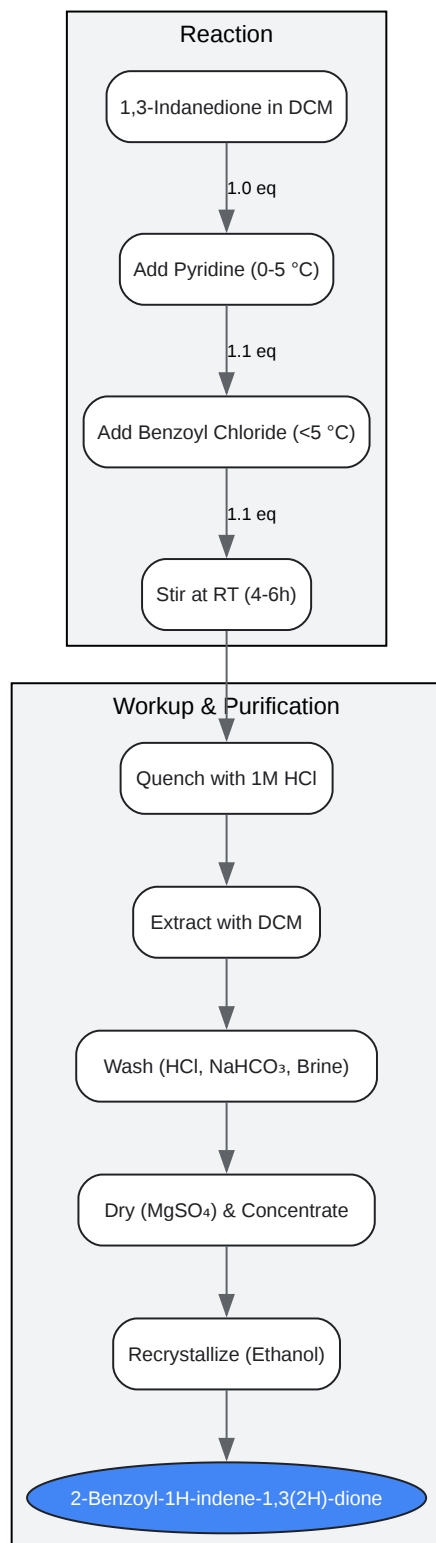 Reaction
1,3-Indanedione in DCM
1.0 eq
Add Pyridine (0-5 °C)
1.1 eq
Add Benzoyl Chloride (<5 °C)
1.1 eq
Stir at RT (4-6h)
Workup & Purification
Quench with 1M HCl
Extract with DCM
Wash (HCl, NaHCO₃, Brine)
Dry (MgSO₄) & Concentrate
Recrystallize (Ethanol)
2-Benzoyl-1H-indene-1,3(2H)-dione